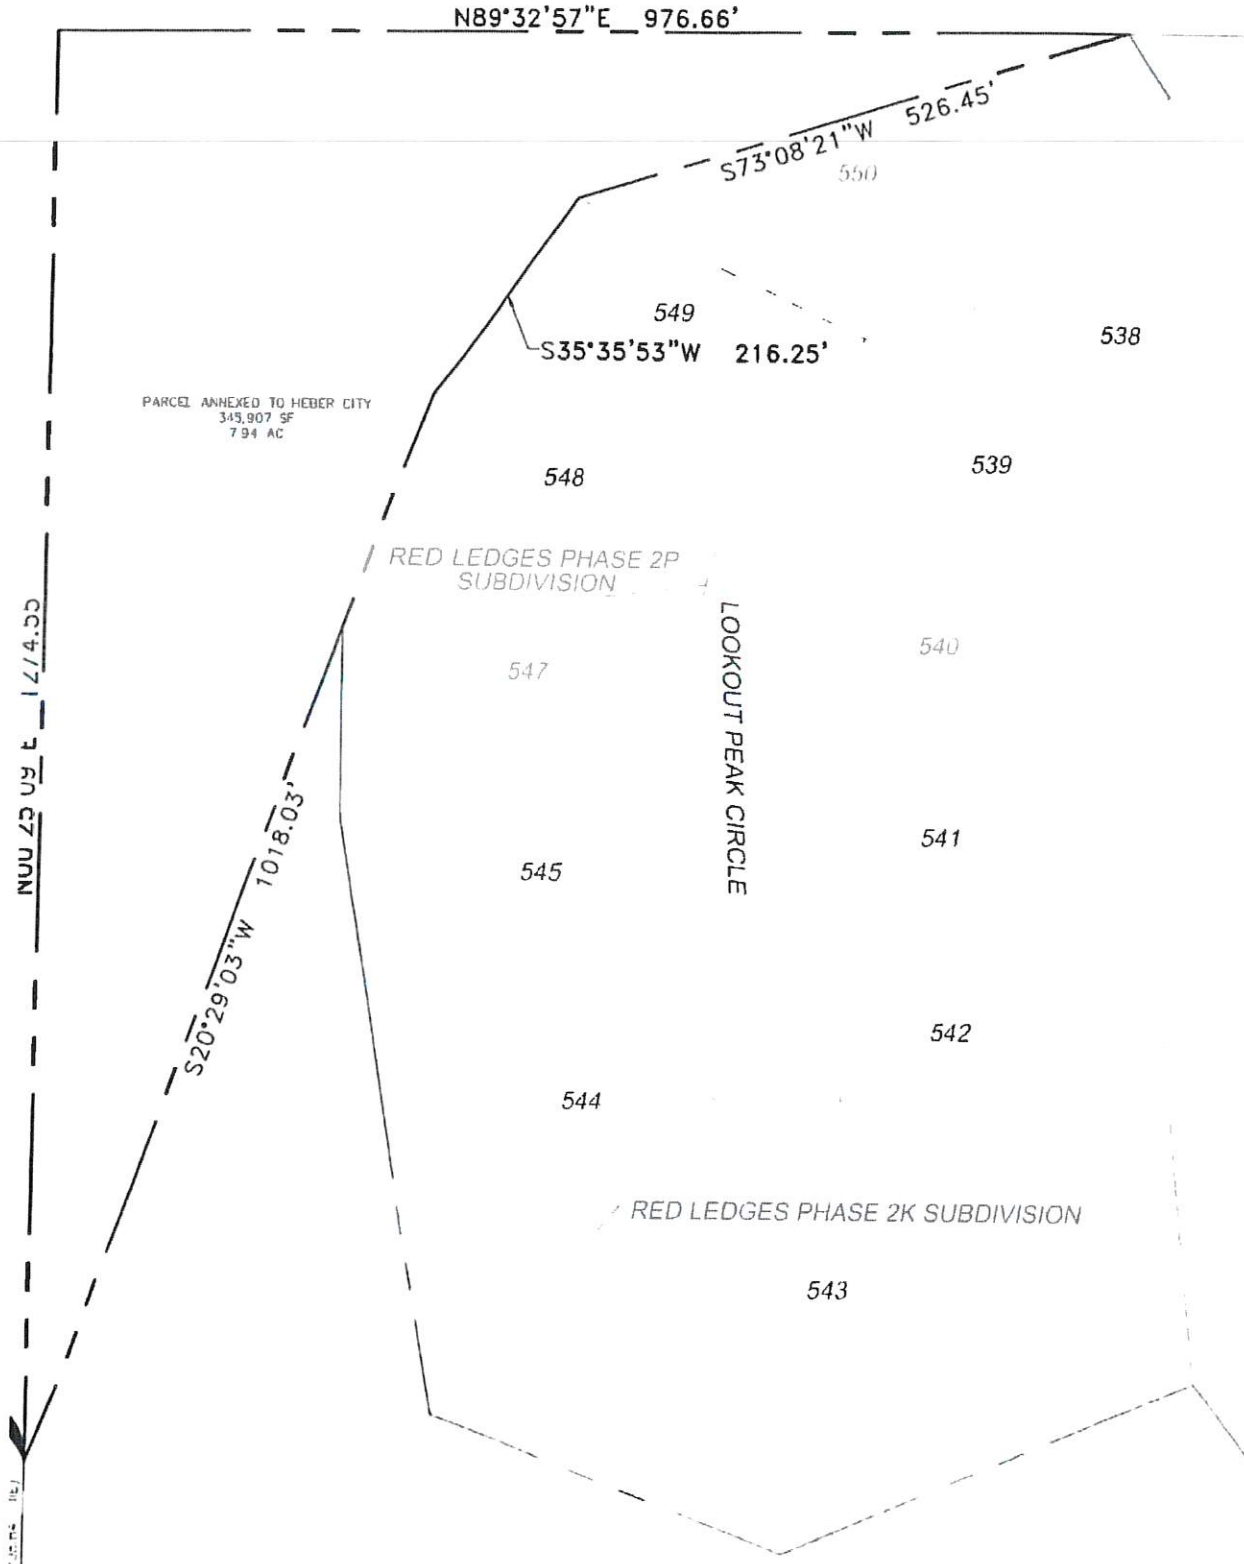 N89°32'57"E 976.66'
S73°08'21"W 526.45'
550
549
S35°35'53"W 216.25'
538
PARCEL ANNEXED TO HEBER CITY
345,907 SF
7.94 AC
548
539
RED LEDGES PHASE 2P
SUBDIVISION
547
LOOKOUT PEAK CIRCLE
540
1018.03'
S20°29'03"W
545
541
542
544
RED LEDGES PHASE 2K SUBDIVISION
543